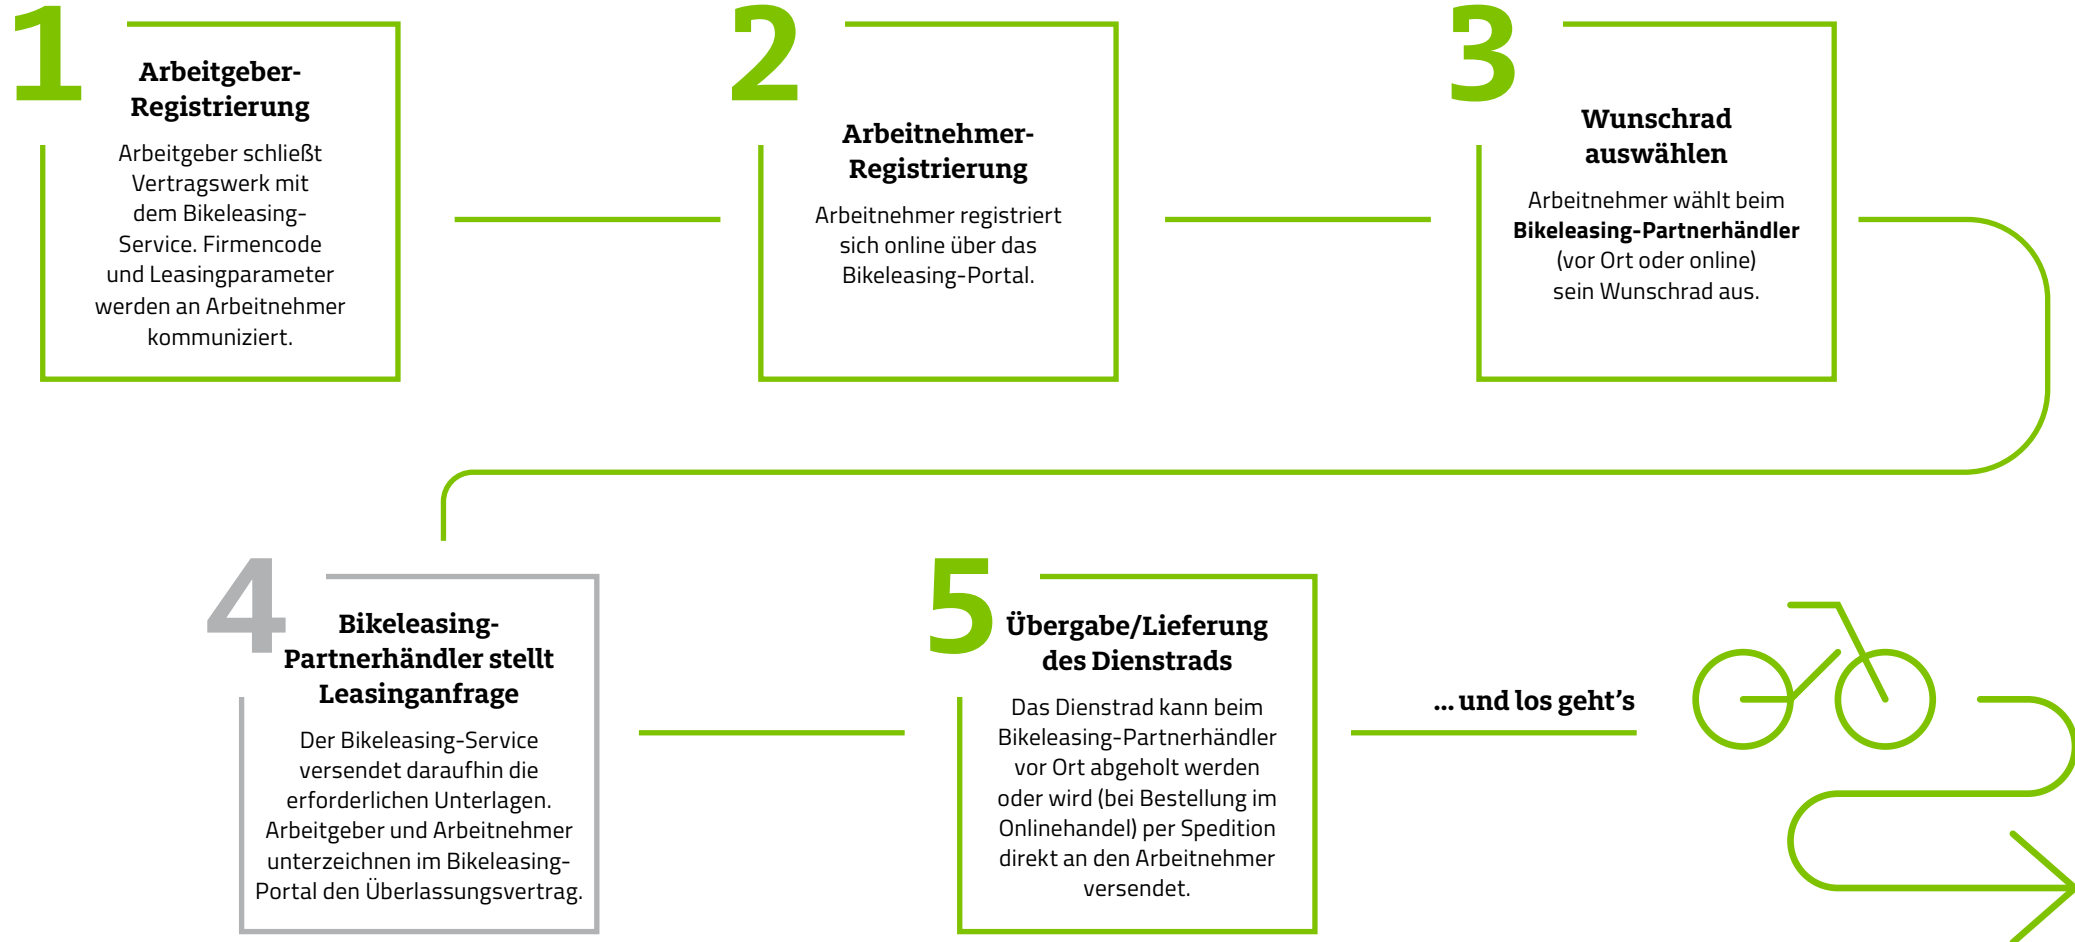 1
Arbeitgeber-
Registrierung
Arbeitgeber schließt
Vertragswerk mit
dem Bikeleasing-
Service. Firmencode
und Leasingparameter
werden an Arbeitnehmer
kommuniziert.
2
Arbeitnehmer-
Registrierung
Arbeitnehmer registriert
sich online über das
Bikeleasing-Portal.
3
Wunschrad
auswählen
Arbeitnehmer wählt beim
Bikeleasing-Partnerhändler
(vor Ort oder online)
sein Wunschrad aus.
4
Bikeleasing-
Partnerhändler stellt
Leasinganfrage
Der Bikeleasing-Service
versendet daraufhin die
erforderlichen Unterlagen.
Arbeitgeber und Arbeitnehmer
unterzeichnen im Bikeleasing-
Portal den Überlassungsvertrag.
5
Übergabe/Lieferung
des Dienstrads
Das Dienstrad kann beim
Bikeleasing-Partnerhändler
vor Ort abgeholt werden
oder wird (bei Bestellung im
Onlinehandel) per Spedition
direkt an den Arbeitnehmer
versendet.
... und los geht's